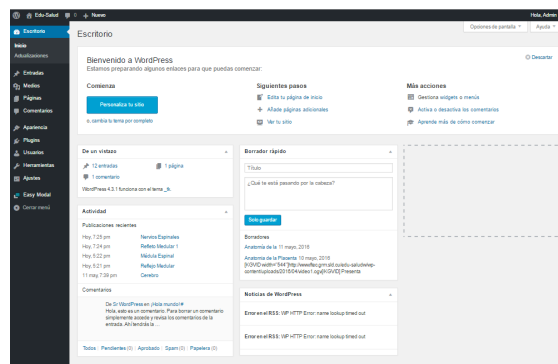 Edu-Salud 0 + Nuevo Hola, Admin
Opciones de pantalla Ayuda
Escritorio
Inicio
Actualizaciones
Entradas
Medios
Páginas
Comentarios
Apariencia
Plugins
Usuarios
Herramientas
Ajustes
Easy Modal
Cerrar menú
Escritorio
Bienvenido a WordPress
Estamos preparando algunos enlaces para que puedas comenzar:
Descartar
Comienza
Personaliza tu sitio
o, cambia tu tema por completo
Siguientes pasos
Edita tu página de inicio
Añade páginas adicionales
Ver tu sitio
Más acciones
Gestiona widgets o menús
Activa o desactiva los comentarios
Aprende más de cómo comenzar
De un vistazo
12 entradas 1 página
1 comentario
WordPress 4.3.1 funciona con el tema _tk.
Actividad
Publicaciones recientes
Hoy, 7:25 pm Nervios Espinales
Hoy, 7:24 pm Reflejo Medular 1
Hoy, 5:22 pm Médula Espinal
Hoy, 5:21 pm Reflejo Medular
11 may, 7:39 pm Cerebro
Comentarios
De Sr WordPress en ¡Hola mundo!#
Hola, esto es un comentario. Para borrar un comentario
simplemente accede y revisa los comentarios de la
entrada. Ahí tendrás la ...
Todos | Pendientes (0) | Aprobado | Spam (0) | Papelera (0)
Borrador rápido
Título
¿Qué te está pasando por la cabeza?
Solo guardar
Borradores
Anatomía de la 11 mayo, 2016
Anatomía de la Placenta 10 mayo, 2016
Noticias de WordPress
Error en el RSS: WP HTTP Error: name lookup timed out
Error en el RSS: WP HTTP Error: name lookup timed out